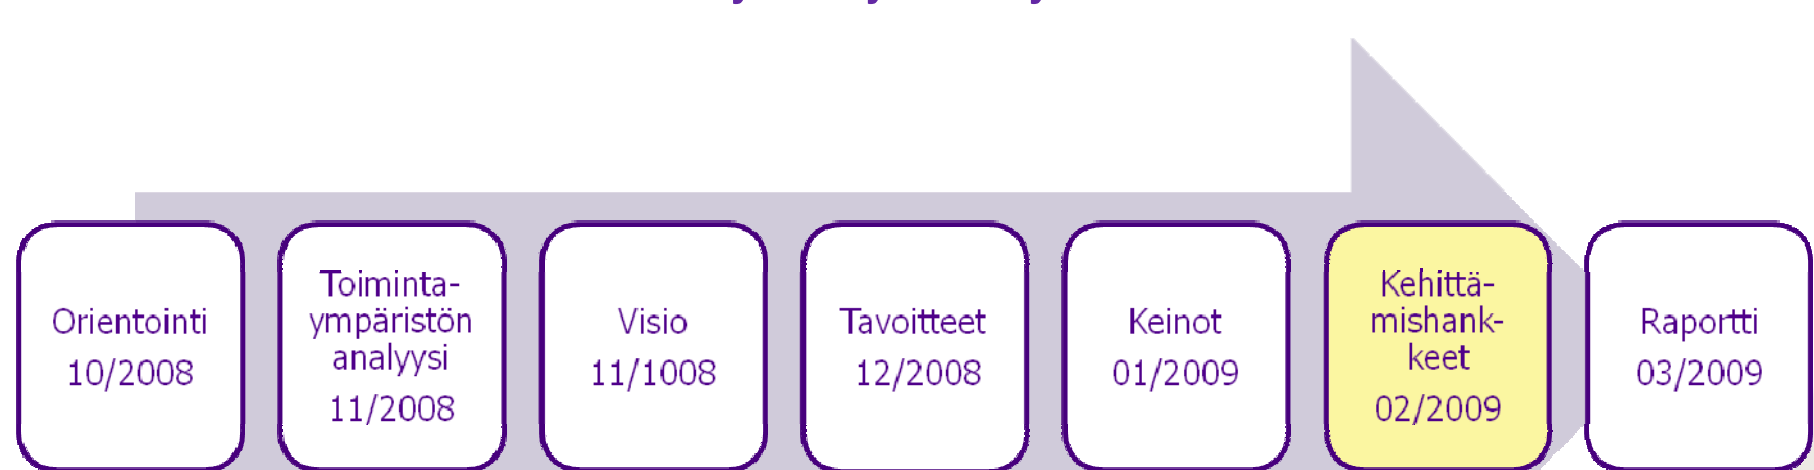 Orientointi
10/2008
Toiminta-
ympäristön
analyysi
11/2008
Visio
11/1008
Tavoitteet
12/2008
Keinot
01/2009
Kehittä-
mishank-
keet
02/2009
Raportti
03/2009